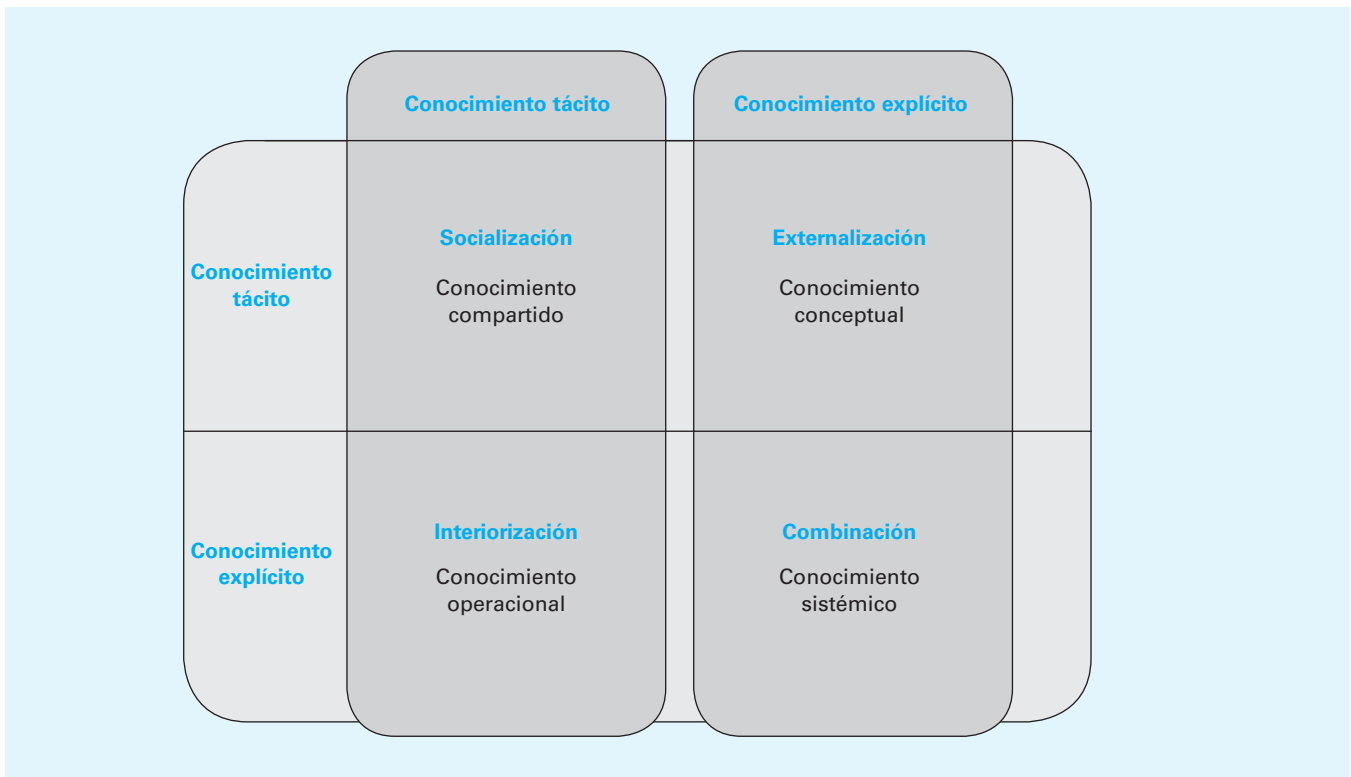 Conocimiento tácito
Conocimiento explícito
Conocimiento
tácito
Socialización
Conocimiento
compartido
Externalización
Conocimiento
conceptual
Conocimiento
explícito
Interiorización
Conocimiento
operacional
Combinación
Conocimiento
sistémico